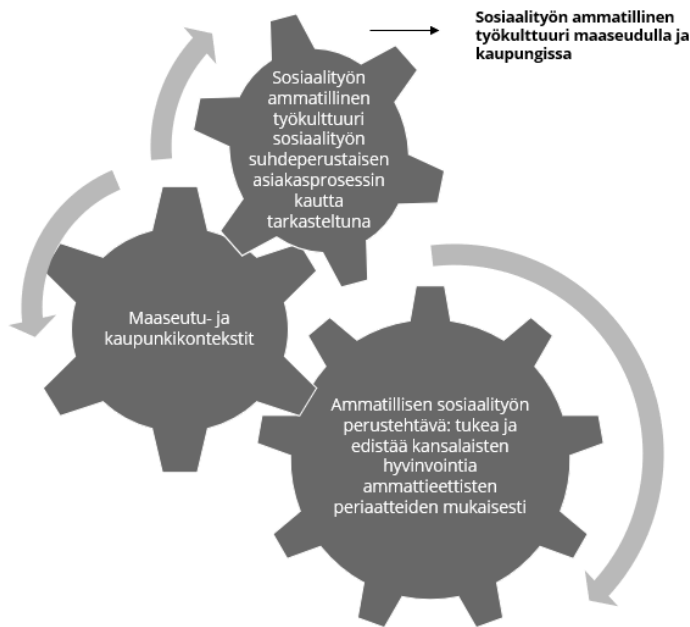 Sosiaalityön ammatillinen
työkulttuuri maaseudulla ja
kaupungissa
Sosiaalityön
ammatillinen
työkulttuuri
sosiaalityön
suhdeperustaisen
asiakasprosessin
kautta
tarkasteltuna
Maaseutu- ja
kaupunkikontekstit
Ammatillisen sosiaalityön
perustehtävä: tukea ja
edistää kansalaisten
hyvinvointia
ammattieettisten
periaatteiden mukaisesti